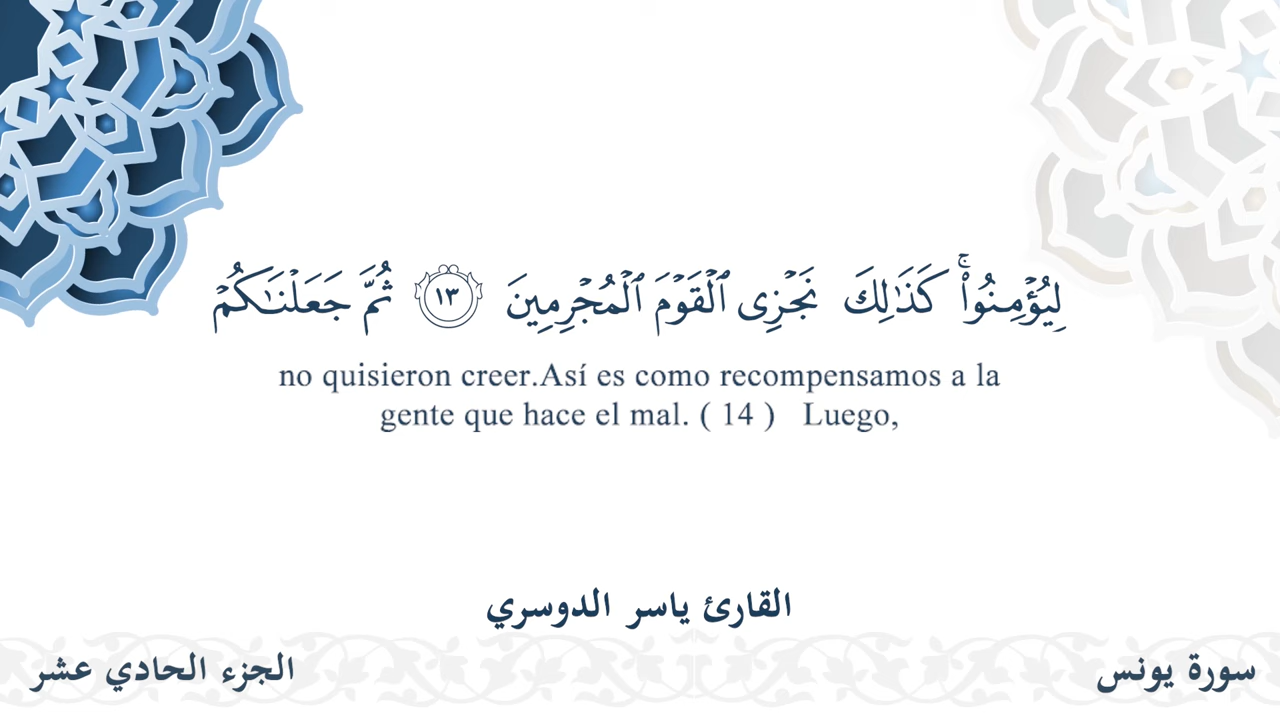 لِيُؤْمِنُوا۟ۚ كَذَٰلِكَ نَجْزِى ٱلْقَوْمَ ٱلْمُجْرِمِينَ ١٣ ثُمَّ جَعَلْنَـٰكُمْ
no quisieron creer.Así es como recompensamos a la
gente que hace el mal. ( 14 ) Luego,
القارئ ياسر الدوسري
سورة يونس
الجزء الحادي عشر